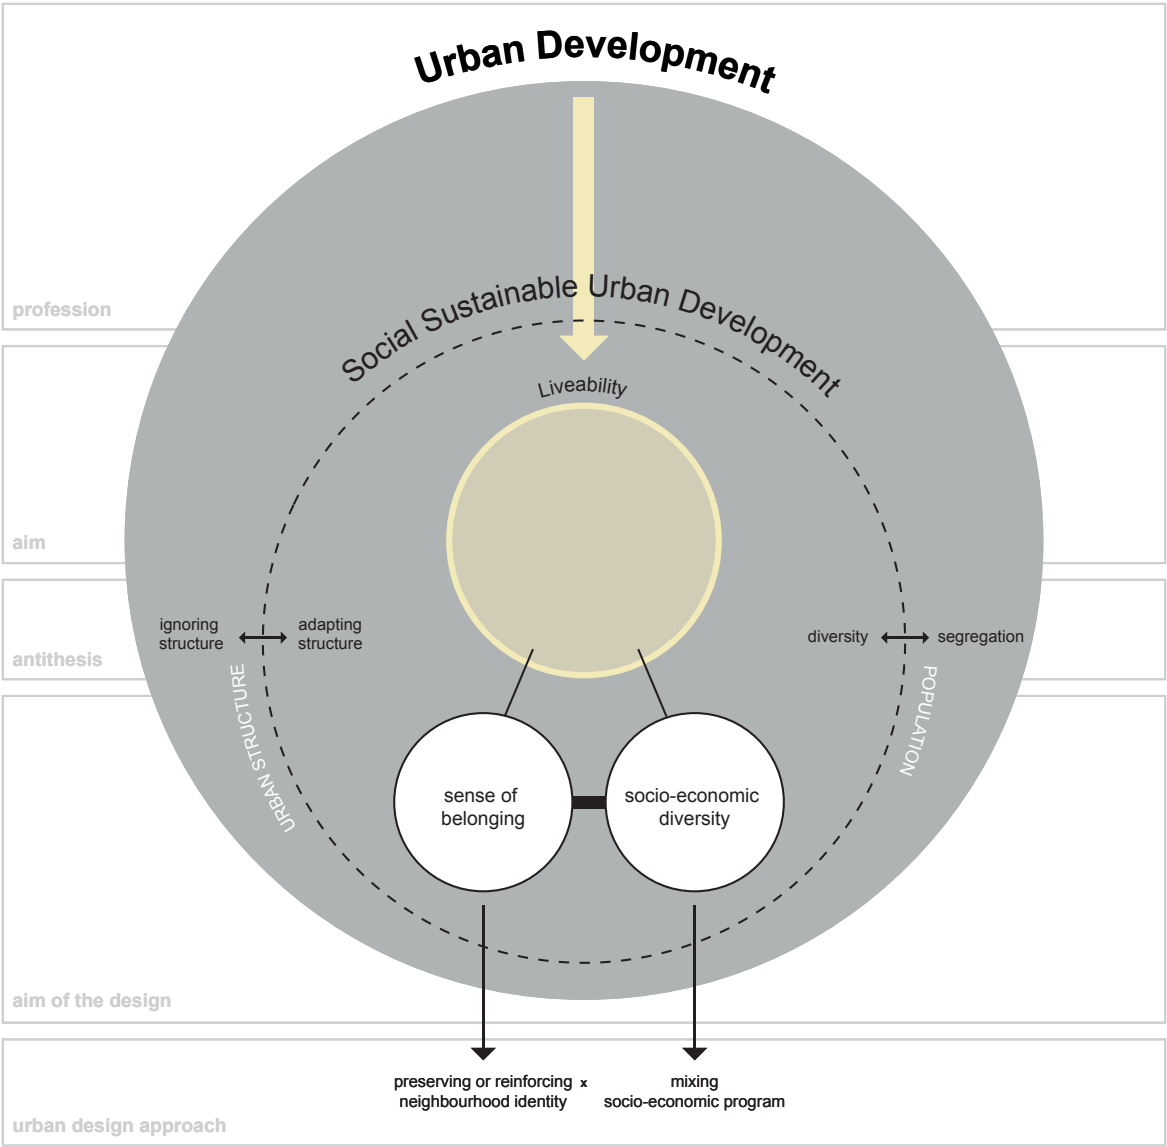 Urban Development
profession
Social Sustainable Urban Development
Liveability
aim
ignoring
structure
adapting
structure
diversity
segregation
antithesis
URBAN STRUCTURE
POPULATION
sense of
belonging
socio-economic
diversity
aim of the design
preserving or reinforcing
neighbourhood identity
x
mixing
socio-economic program
urban design approach